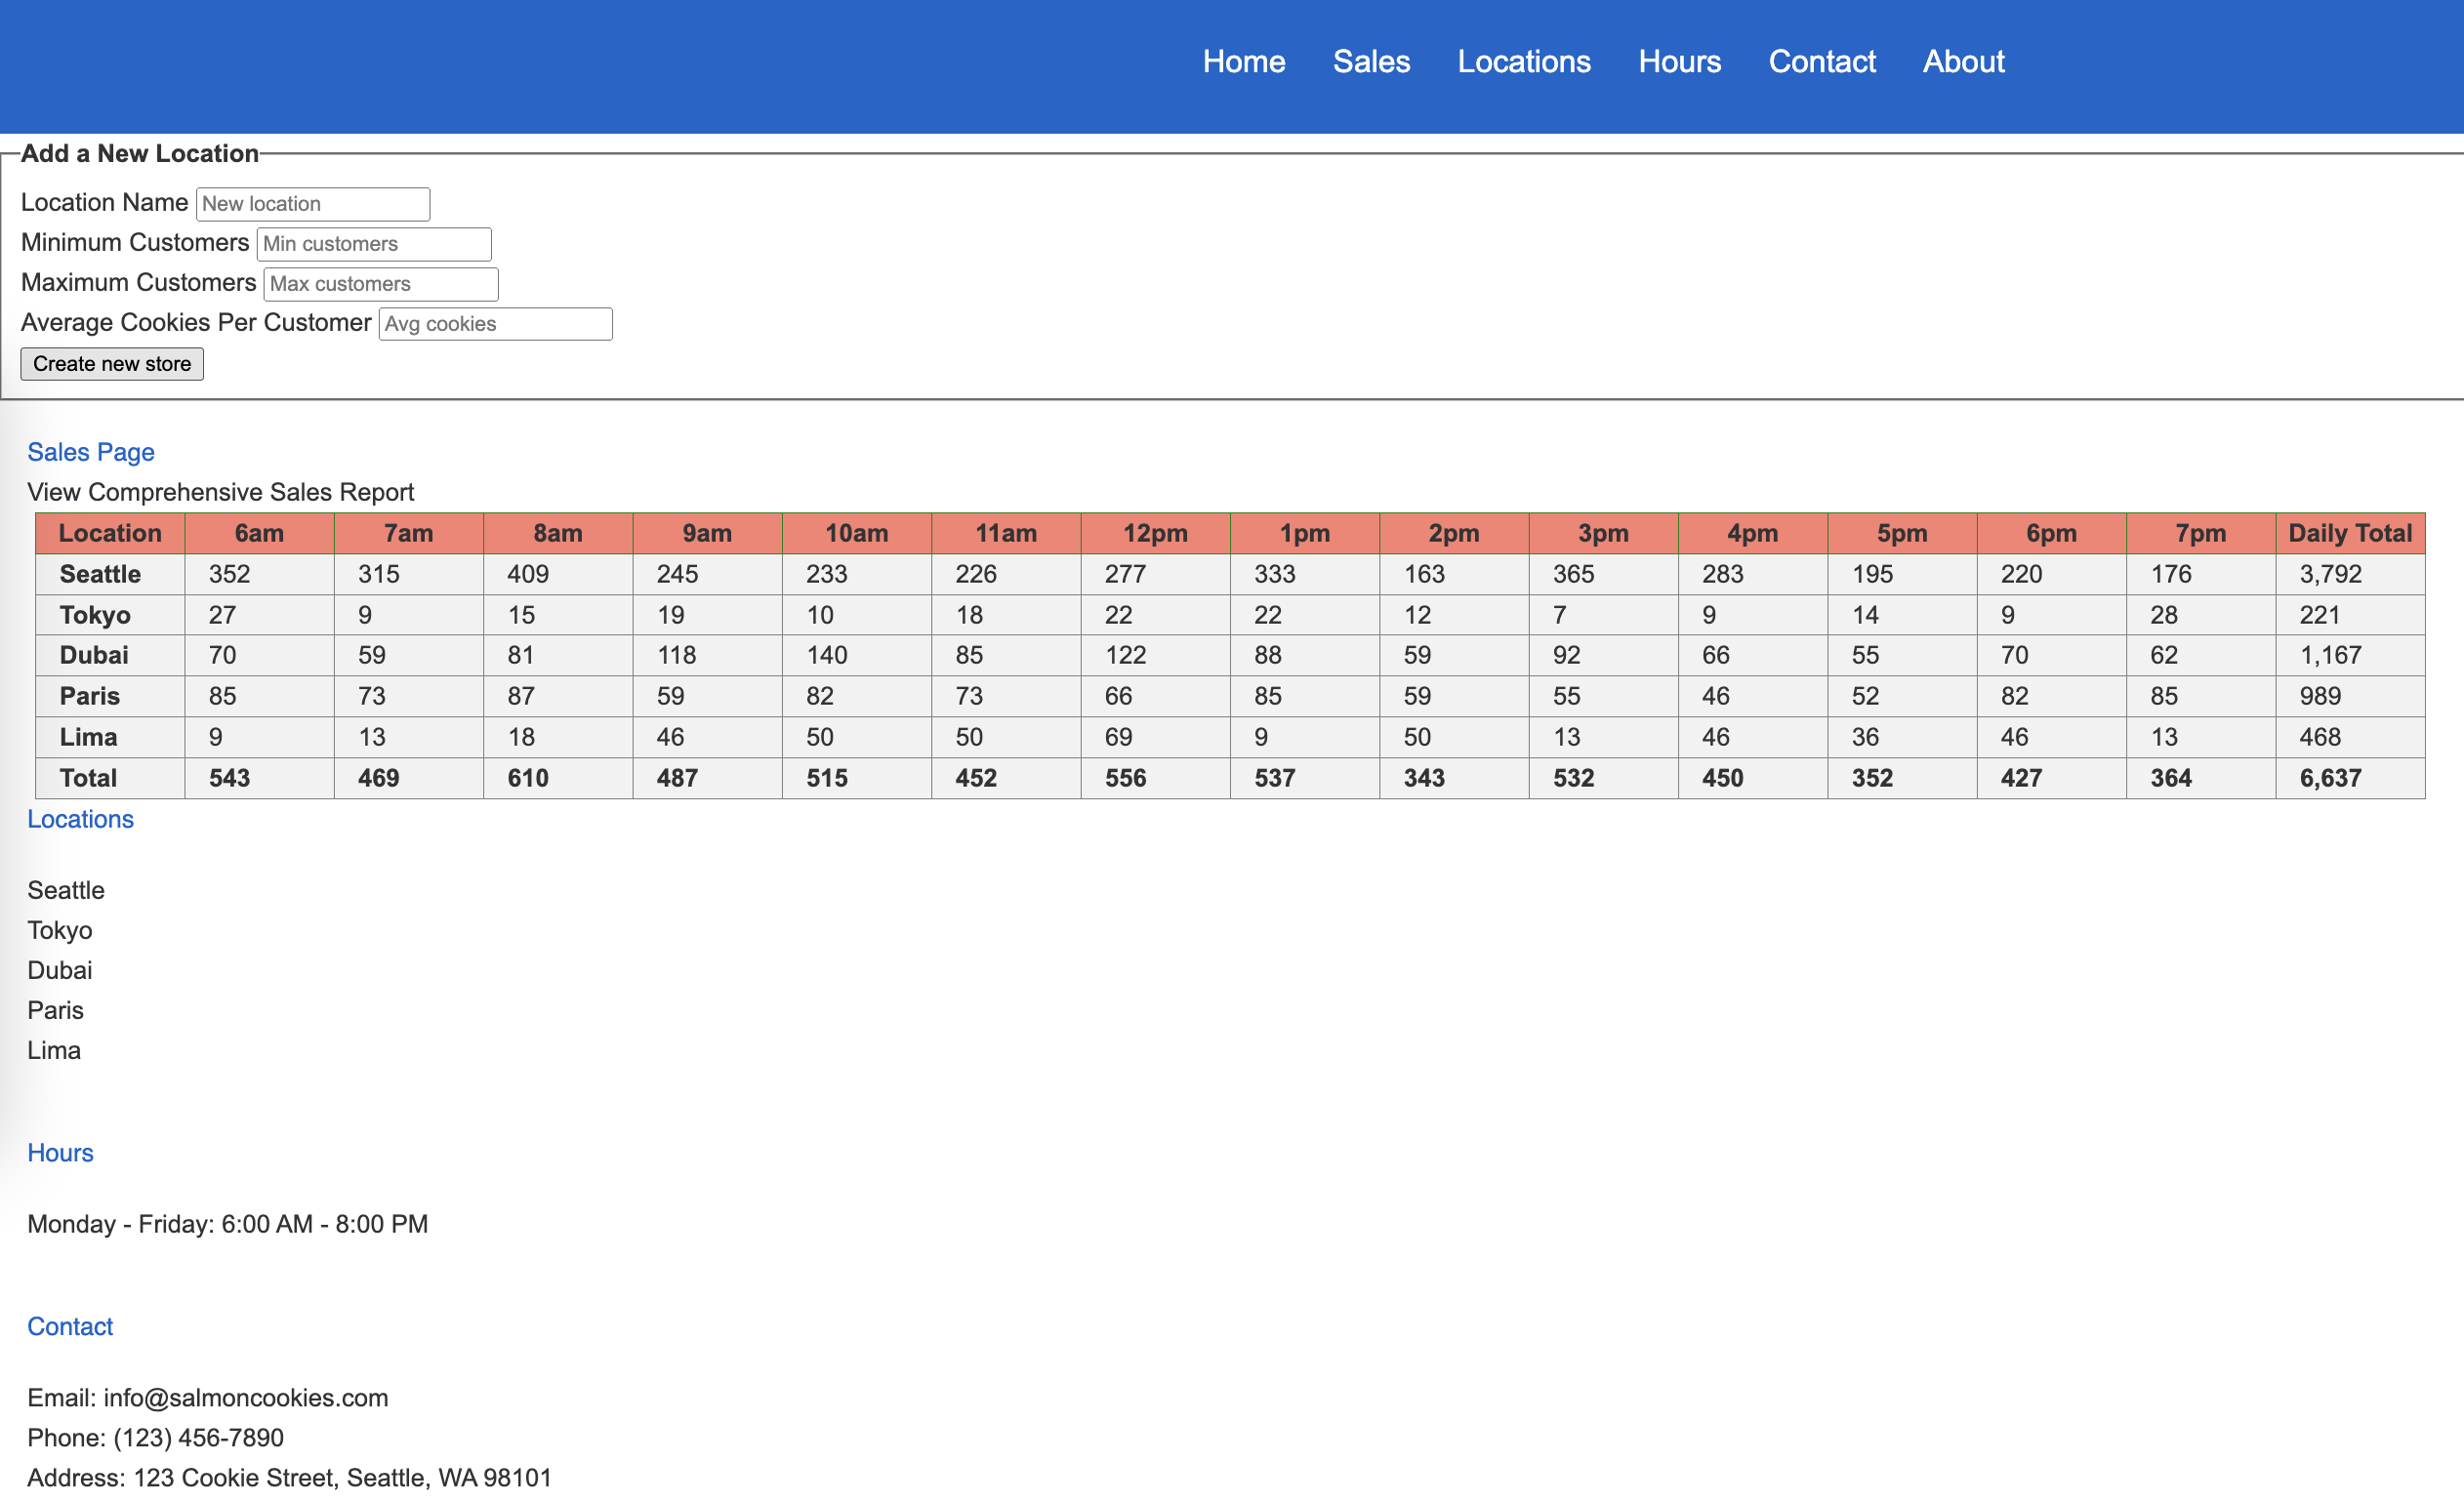 Home Sales Locations Hours Contact About
Add a New Location
Location Name New location
Minimum Customers Min customers
Maximum Customers Max customers
Average Cookies Per Customer Avg cookies
Create new store
Sales Page
View Comprehensive Sales Report
Location 6am 7am 8am 9am 10am 11am 12pm 1pm 2pm 3pm 4pm 5pm 6pm 7pm Daily Total
Seattle 352 315 409 245 233 226 277 333 163 365 283 195 220 176 3,792
Tokyo 27 9 15 19 10 18 22 22 12 7 9 14 9 28 221
Dubai 70 59 81 118 140 85 122 88 59 92 66 55 70 62 1,167
Paris 85 73 87 59 82 73 66 85 59 55 46 52 82 85 989
Lima 9 13 18 46 50 50 69 9 50 13 46 36 46 13 468
Total 543 469 610 487 515 452 556 537 343 532 450 352 427 364 6,637
Locations
Seattle
Tokyo
Dubai
Paris
Lima
Hours
Monday - Friday: 6:00 AM - 8:00 PM
Contact
Email: info@salmoncookies.com
Phone: (123) 456-7890
Address: 123 Cookie Street, Seattle, WA 98101